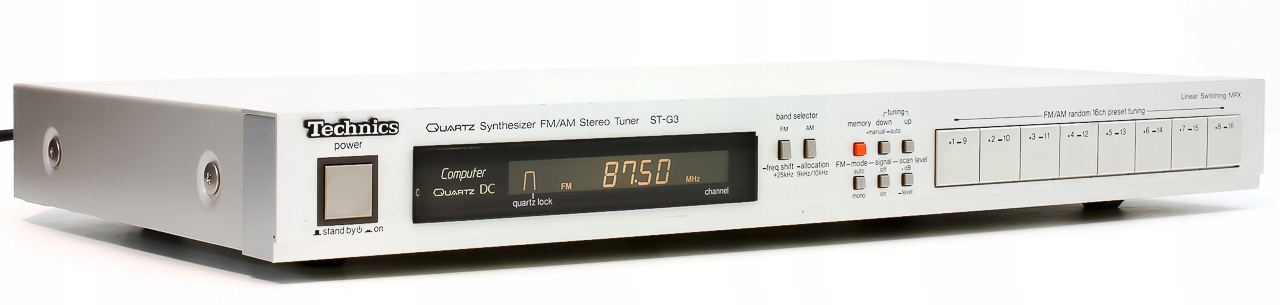 Technics
QUARTZ Synthesizer FM/AM Stereo Tuner ST-G3
power
stand by on
Computer
QUARTZ DC
quartz lock
FM
87.50
MHz
channel
band selector
FM AM
freq shift
+25kHz
allocation
9kHz/10kHz
tuning
memory down up
manual auto
FM-mode signal scan level
auto off dB
mono on level
Linear Switching MPX
FM/AM random 16ch preset tuning
1-9 2-10 3-11 4-12 5-13 6-14 7-15 8-16